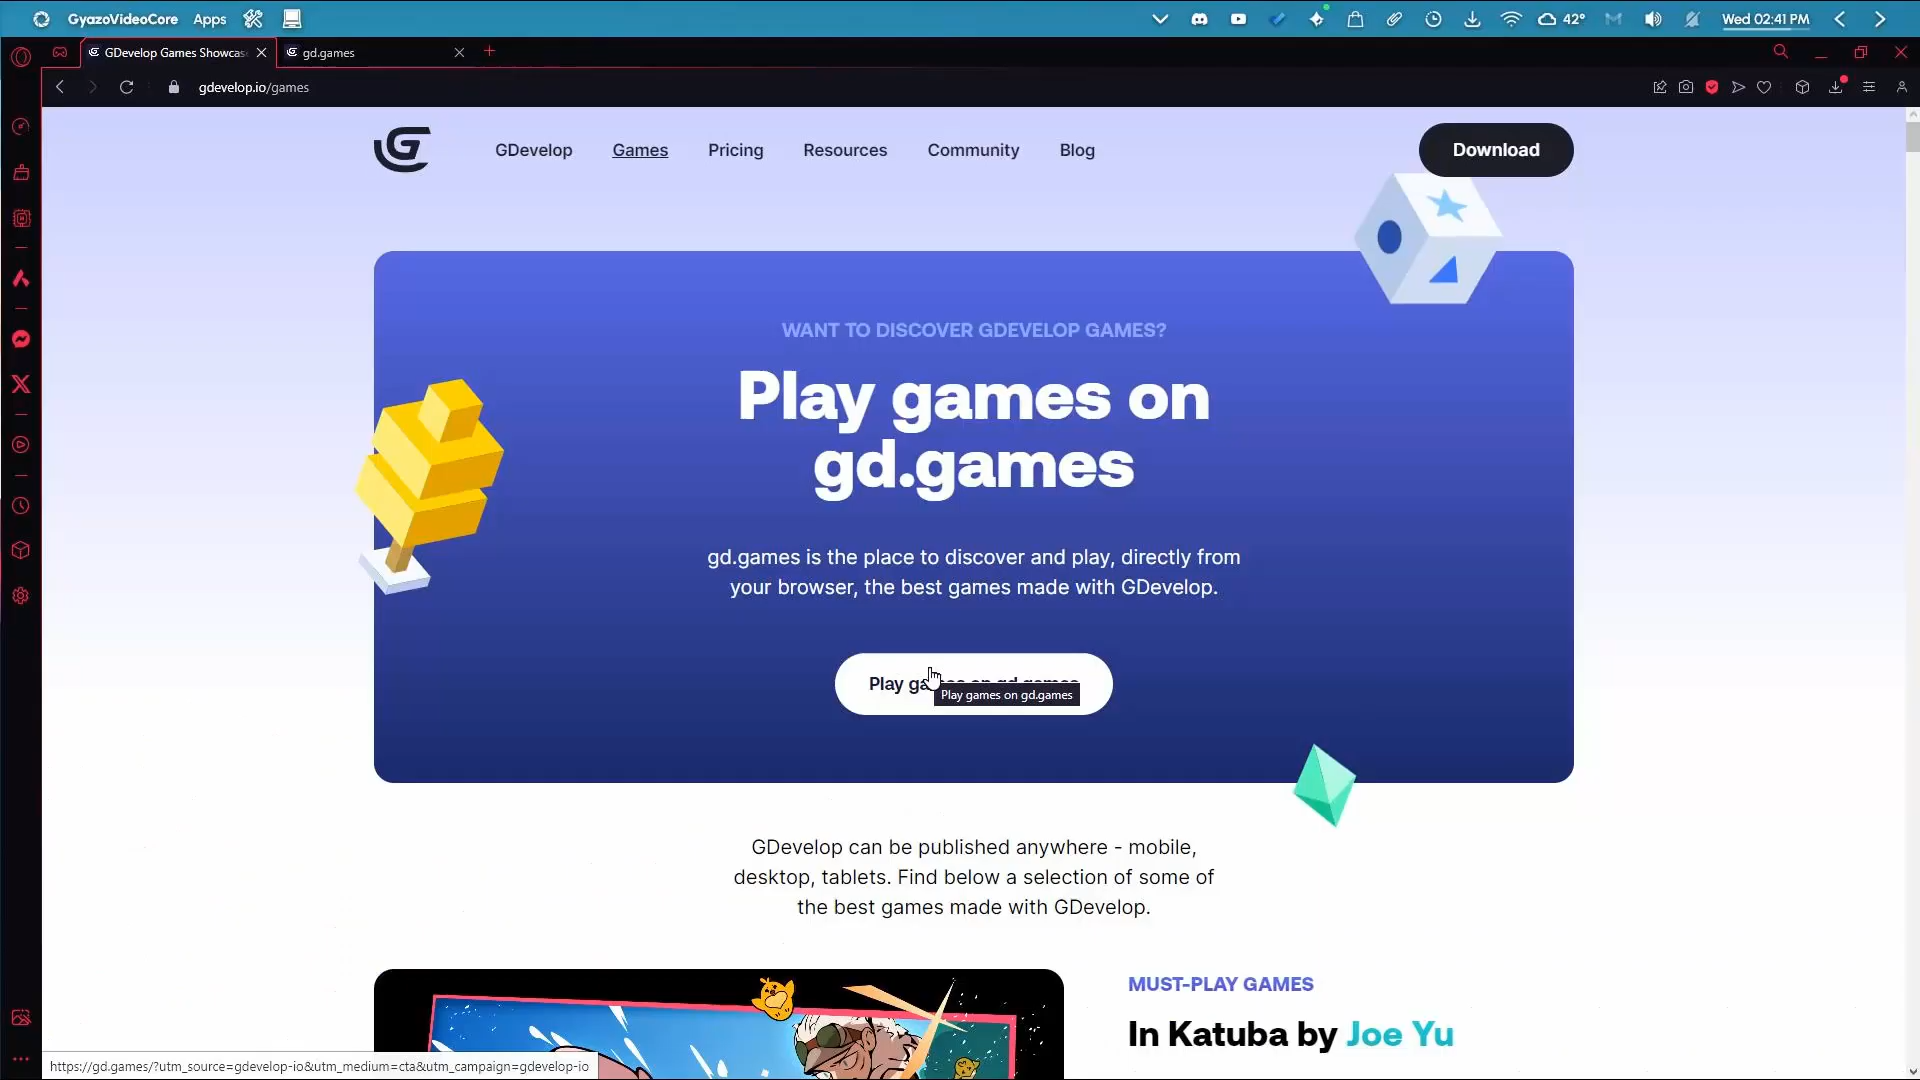 GyazoVideoCore Apps
42° Wed 02:41 PM
GDevelop Games Showcas
gd.games
gdevelop.io/games
GDevelop Games Pricing Resources Community Blog Download
WANT TO DISCOVER GDEVELOP GAMES?
Play games on
gd.games
gd.games is the place to discover and play, directly from
your browser, the best games made with GDevelop.
Play games on gd.games
Play games on gd.games
GDevelop can be published anywhere - mobile,
desktop, tablets. Find below a selection of some of
the best games made with GDevelop.
MUST-PLAY GAMES
In Katuba by Joe Yu
https://gd.games/?utm_source=gdevelop-io&utm_medium=cta&utm_campaign=gdevelop-io